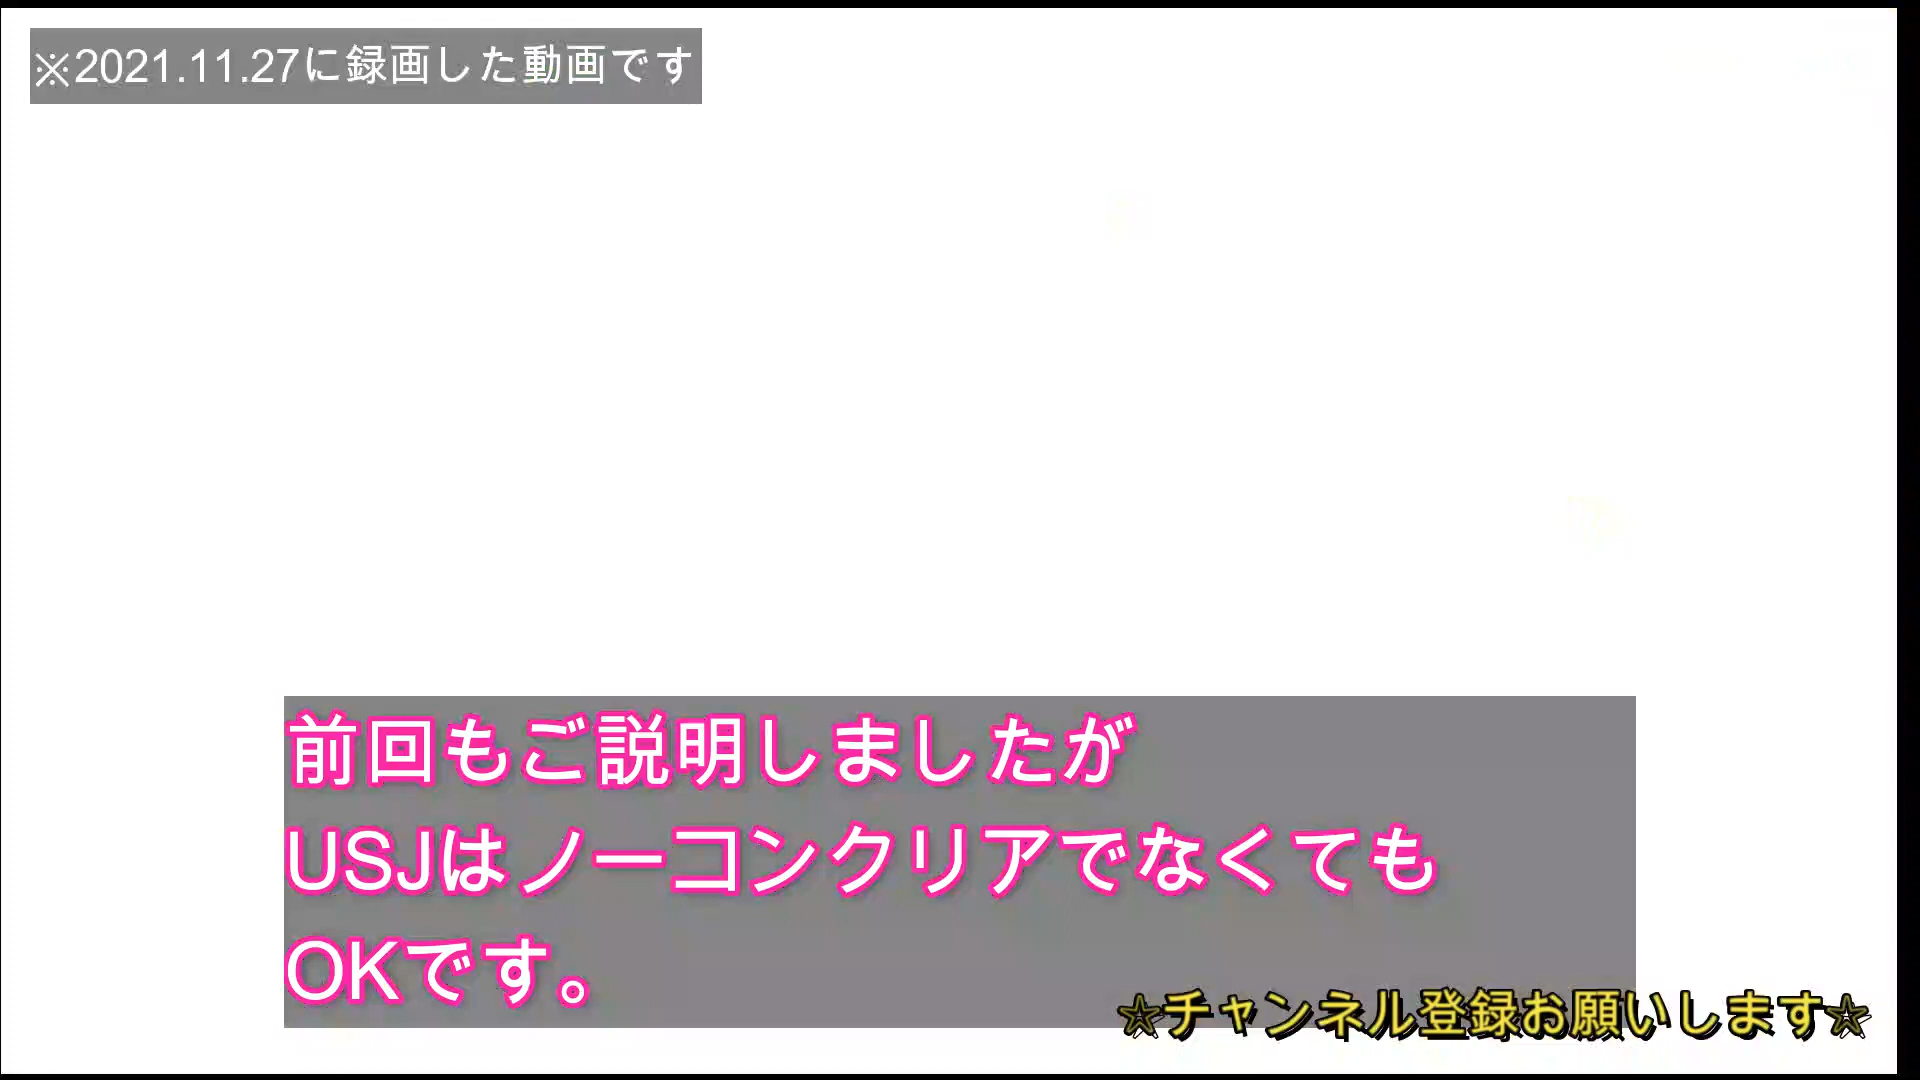 ※2021.11.27に録画した動画です
前回もご説明しましたが
USJはノーコンクリアでなくても
OKです。
☆チャンネル登録お願いします☆